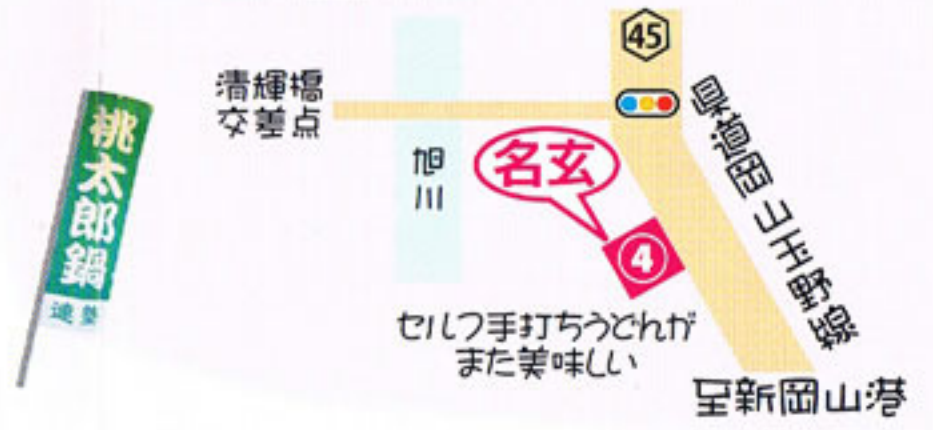 45
清輝橋
交差点
県道岡山玉野線
旭川
名玄
4
桃太郎鍋
セルフ手打ちうどんが
また美味しい
至新岡山港